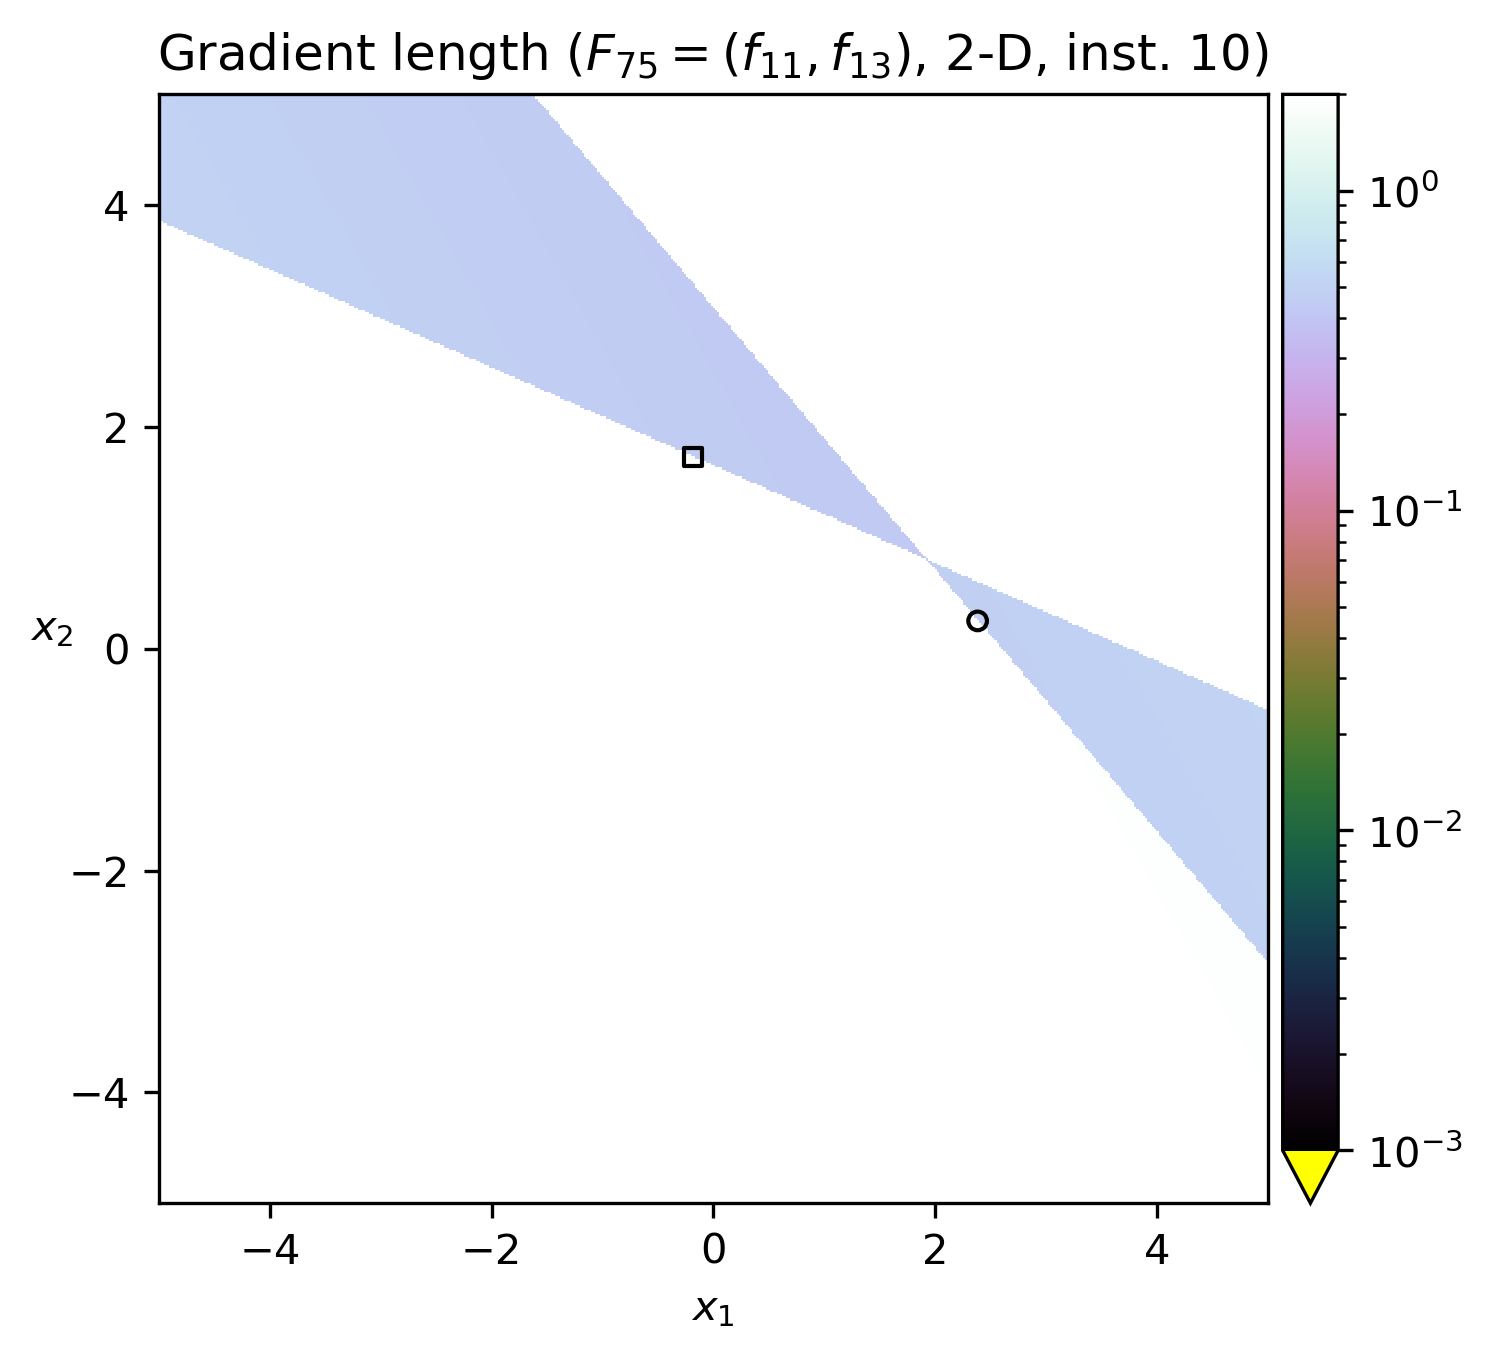 Gradient length (F₇₅ = (f₁₁, f₁₃), 2-D, inst. 10)
4
2
0
−2
−4
x₂
−4 −2 0 2 4
x₁
10⁰
10⁻¹
10⁻²
10⁻³